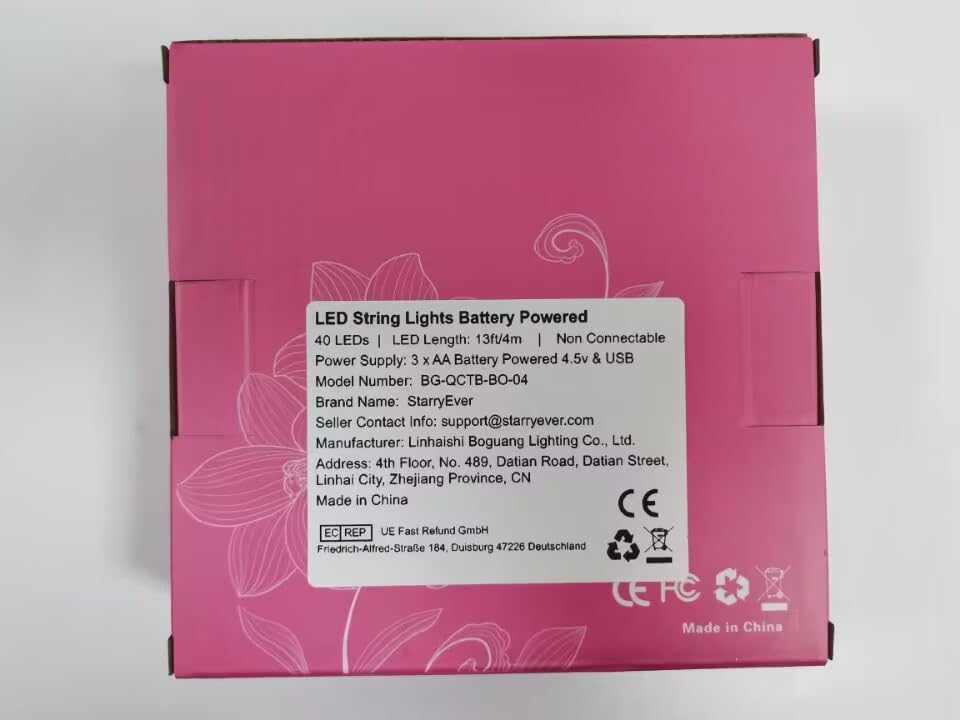 LED String Lights Battery Powered
40 LEDs | LED Length: 13ft/4m | Non Connectable
Power Supply: 3 x AA Battery Powered 4.5v & USB
Model Number: BG-QCTB-BO-04
Brand Name: StarryEver
Seller Contact Info: support@starryever.com
Manufacturer: Linhaishi Boguang Lighting Co., Ltd.
Address: 4th Floor, No. 489, Datian Road, Datian Street,
Linhai City, Zhejiang Province, CN
Made in China
CE
EC REP UE Fast Refund GmbH
Friedrich-Alfred-Straße 184, Duisburg 47226 Deutschland
CE FC
Made in China